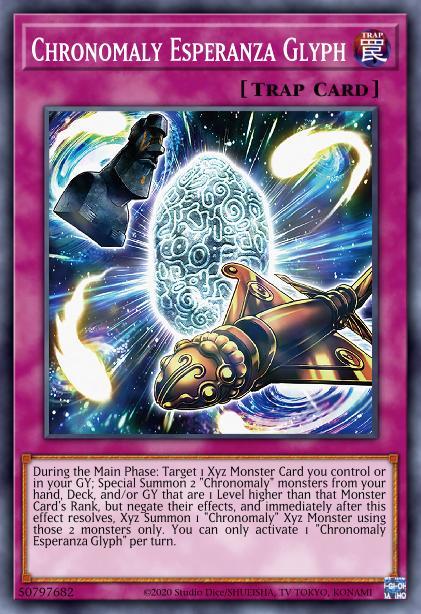 CHRONOMALY ESPERANZA GLYPH
TRAP
罠
[TRAP CARD]
During the Main Phase: Target 1 Xyz Monster Card you control or
in your GY; Special Summon 2 "Chronomaly" monsters from your
hand, Deck, and/or GY that are 1 Level higher than that Monster
Card's Rank, but negate their effects, and immediately after this
effect resolves, Xyz Summon 1 "Chronomaly" Xyz Monster using
those 2 monsters only. You can only activate 1 "Chronomaly
Esperanza Glyph" per turn.
50797682
©2020 Studio Dice/SHUEISHA, TV TOKYO, KONAMI